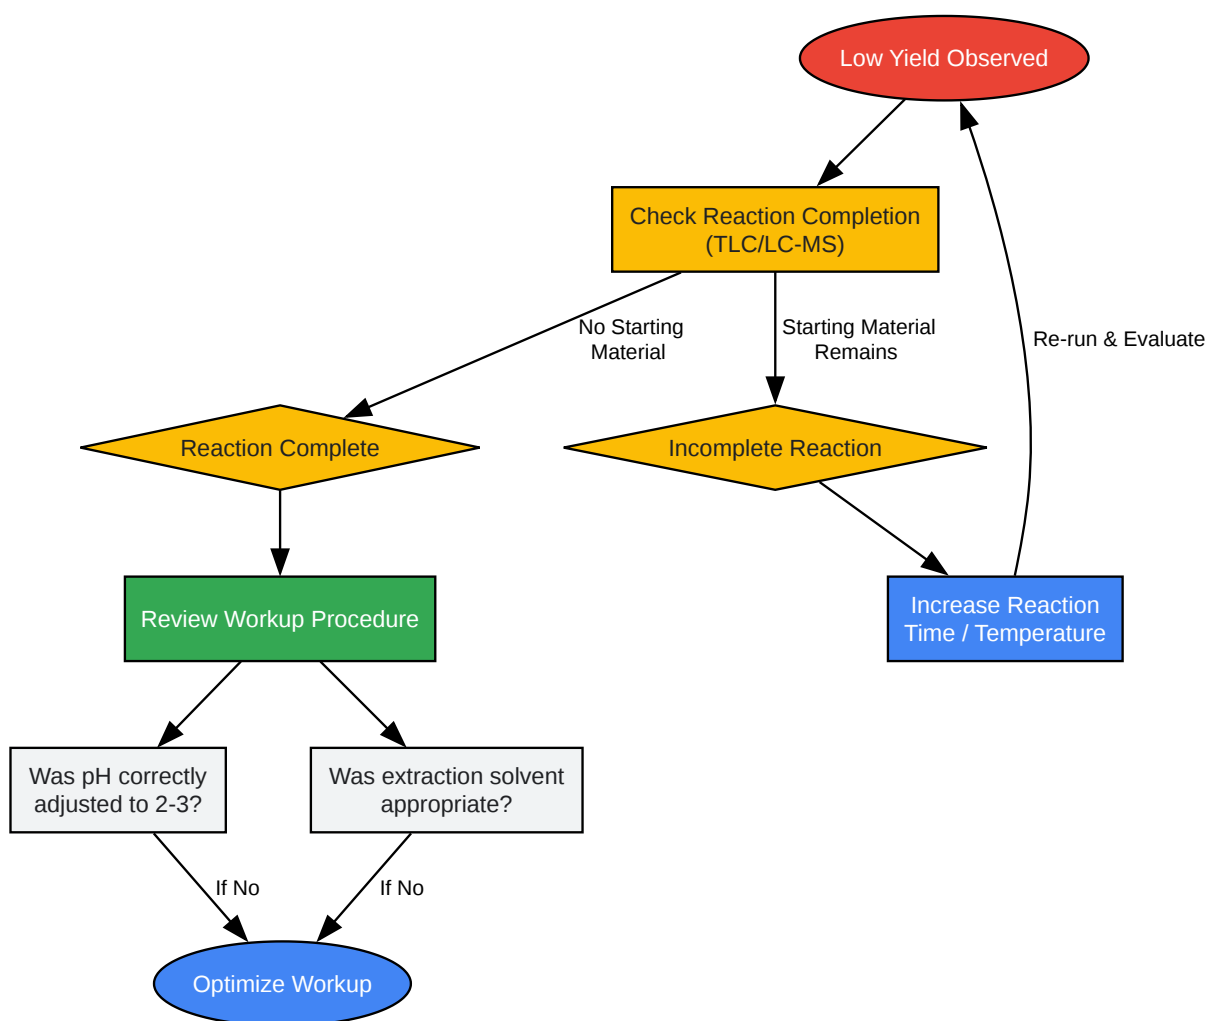 Low Yield Observed
Check Reaction Completion
(TLC/LC-MS)
No Starting
Material
Starting Material
Remains
Re-run & Evaluate
Reaction Complete
Incomplete Reaction
Review Workup Procedure
Increase Reaction
Time / Temperature
Was pH correctly
adjusted to 2-3?
Was extraction solvent
appropriate?
If No
If No
Optimize Workup